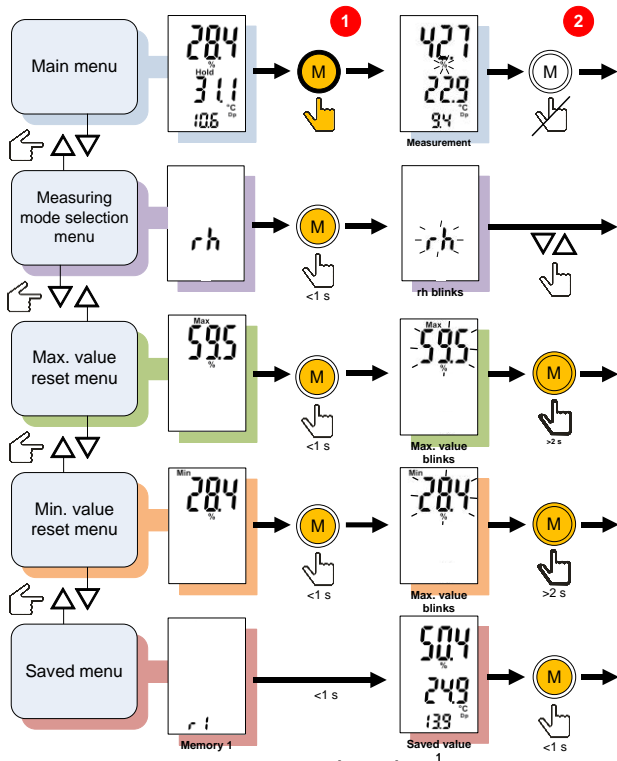 1
2
Main menu
28.4
%
Hold
31.1
°C
10.6 Dp
M
42.7
%
22.9
°C
9.4 Dp
Measurement
M
Measuring
mode selection
menu
rh
M
<1 s
rh
rh blinks
Max. value
reset menu
Max
59.5
%
M
<1 s
Max
59.5
%
Max. value
blinks
M
>2 s
Min. value
reset menu
Min
28.4
%
M
<1 s
Min
28.4
%
Max. value
blinks
M
>2 s
Saved menu
r 1
Memory 1
<1 s
50.4
%
24.9
°C
13.9 Dp
Saved value
1
M
<1 s